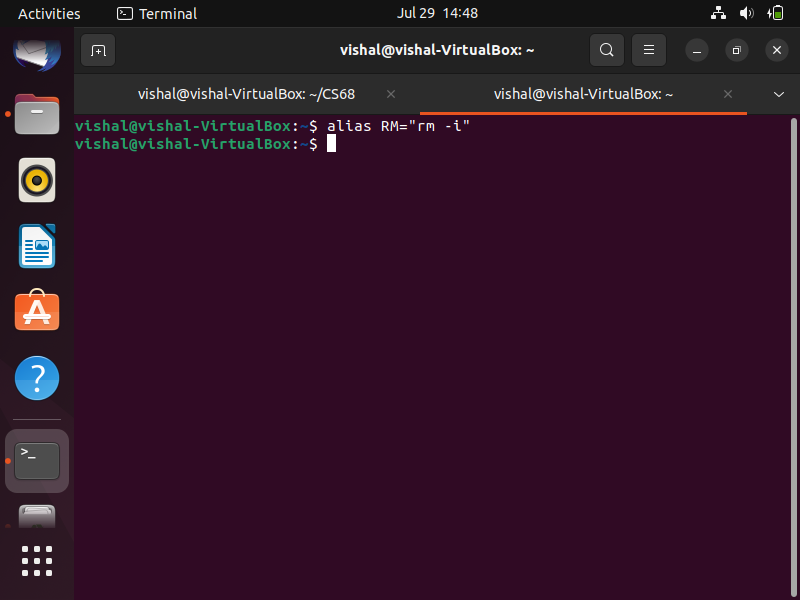 Activities Terminal Jul 29 14:48
vishal@vishal-VirtualBox: ~
vishal@vishal-VirtualBox: ~/CS68 vishal@vishal-VirtualBox: ~
vishal@vishal-VirtualBox:~$ alias RM="rm -i"
vishal@vishal-VirtualBox:~$